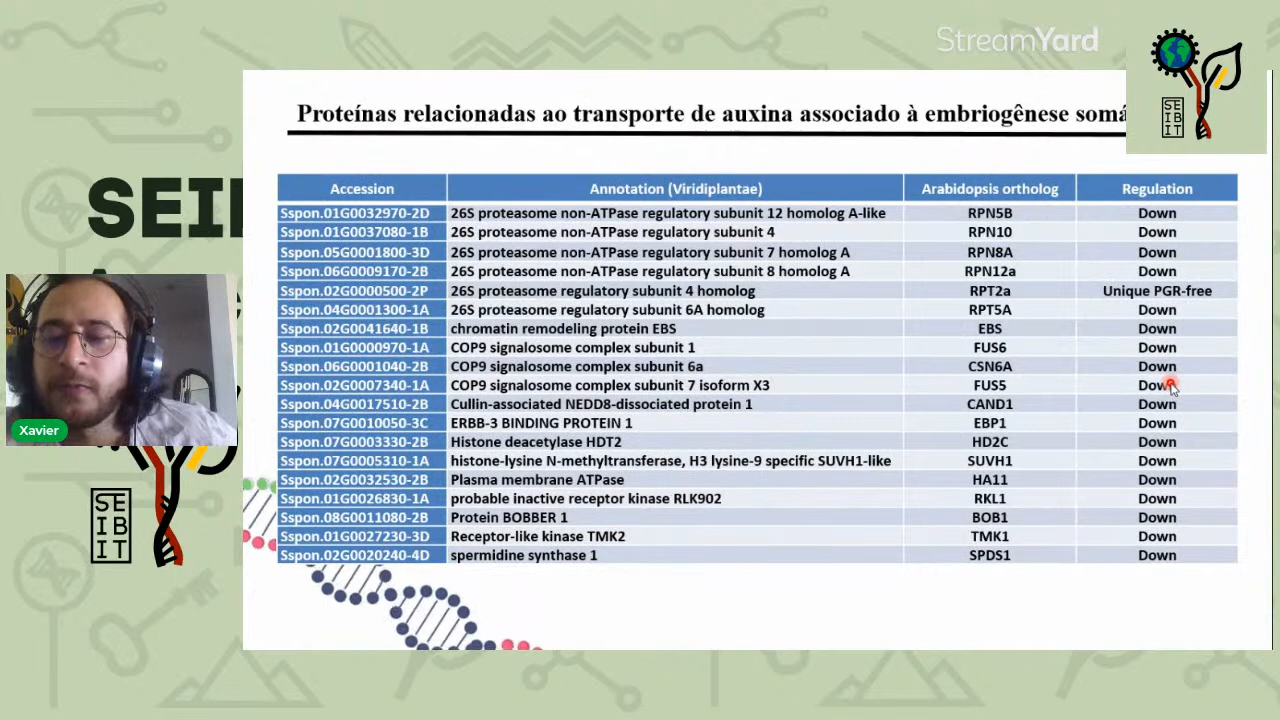 StreamYard
SEIB
IT
Proteínas relacionadas ao transporte de auxina associado à embriogênese somá
Accession Annotation (Viridiplantae) Arabidopsis ortholog Regulation
Sspon.01G0032970-2D 26S proteasome non-ATPase regulatory subunit 12 homolog A-like RPN5B Down
Sspon.01G0037080-1B 26S proteasome non-ATPase regulatory subunit 4 RPN10 Down
Sspon.05G0001800-3D 26S proteasome non-ATPase regulatory subunit 7 homolog A RPN8A Down
Sspon.06G0009170-2B 26S proteasome non-ATPase regulatory subunit 8 homolog A RPN12a Down
Sspon.02G0000500-2P 26S proteasome regulatory subunit 4 homolog RPT2a Unique PGR-free
Sspon.04G0001300-1A 26S proteasome regulatory subunit 6A homolog RPT5A Down
Sspon.02G0041640-1B chromatin remodeling protein EBS EBS Down
Sspon.01G0000970-1A COP9 signalosome complex subunit 1 FUS6 Down
Sspon.06G0001040-2B COP9 signalosome complex subunit 6a CSN6A Down
Sspon.02G0007340-1A COP9 signalosome complex subunit 7 isoform X3 FUS5 Down
Sspon.04G0017510-2B Cullin-associated NEDD8-dissociated protein 1 CAND1 Down
Sspon.07G0010050-3C ERBB-3 BINDING PROTEIN 1 EBP1 Down
Sspon.07G0003330-2B Histone deacetylase HDT2 HD2C Down
Sspon.07G0005310-1A histone-lysine N-methyltransferase, H3 lysine-9 specific SUVH1-like SUVH1 Down
Sspon.02G0032530-2B Plasma membrane ATPase HA11 Down
Sspon.01G0026830-1A probable inactive receptor kinase RLK902 RKL1 Down
Sspon.08G0011080-2B Protein BOBBER 1 BOB1 Down
Sspon.01G0027230-3D Receptor-like kinase TMK2 TMK1 Down
Sspon.02G0020240-4D spermidine synthase 1 SPDS1 Down
SEI
Xavier
SE
IB
IT